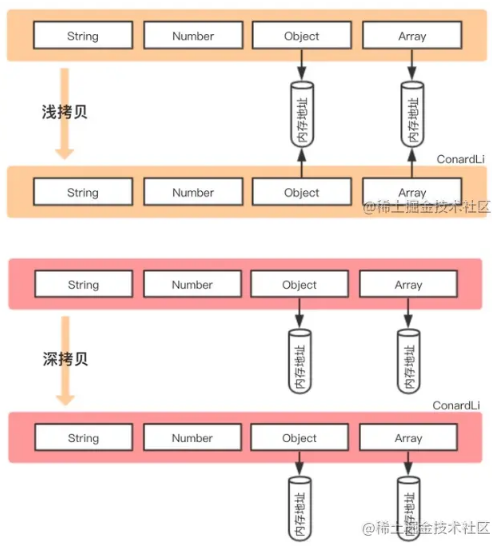 String Number Object Array
内存地址 内存地址
浅拷贝
ConardLi
String Number Object Array
@稀土掘金技术社区
String Number Object Array
内存地址 内存地址
深拷贝
ConardLi
String Number Object Array
内存地址 内存地址
@稀土掘金技术社区